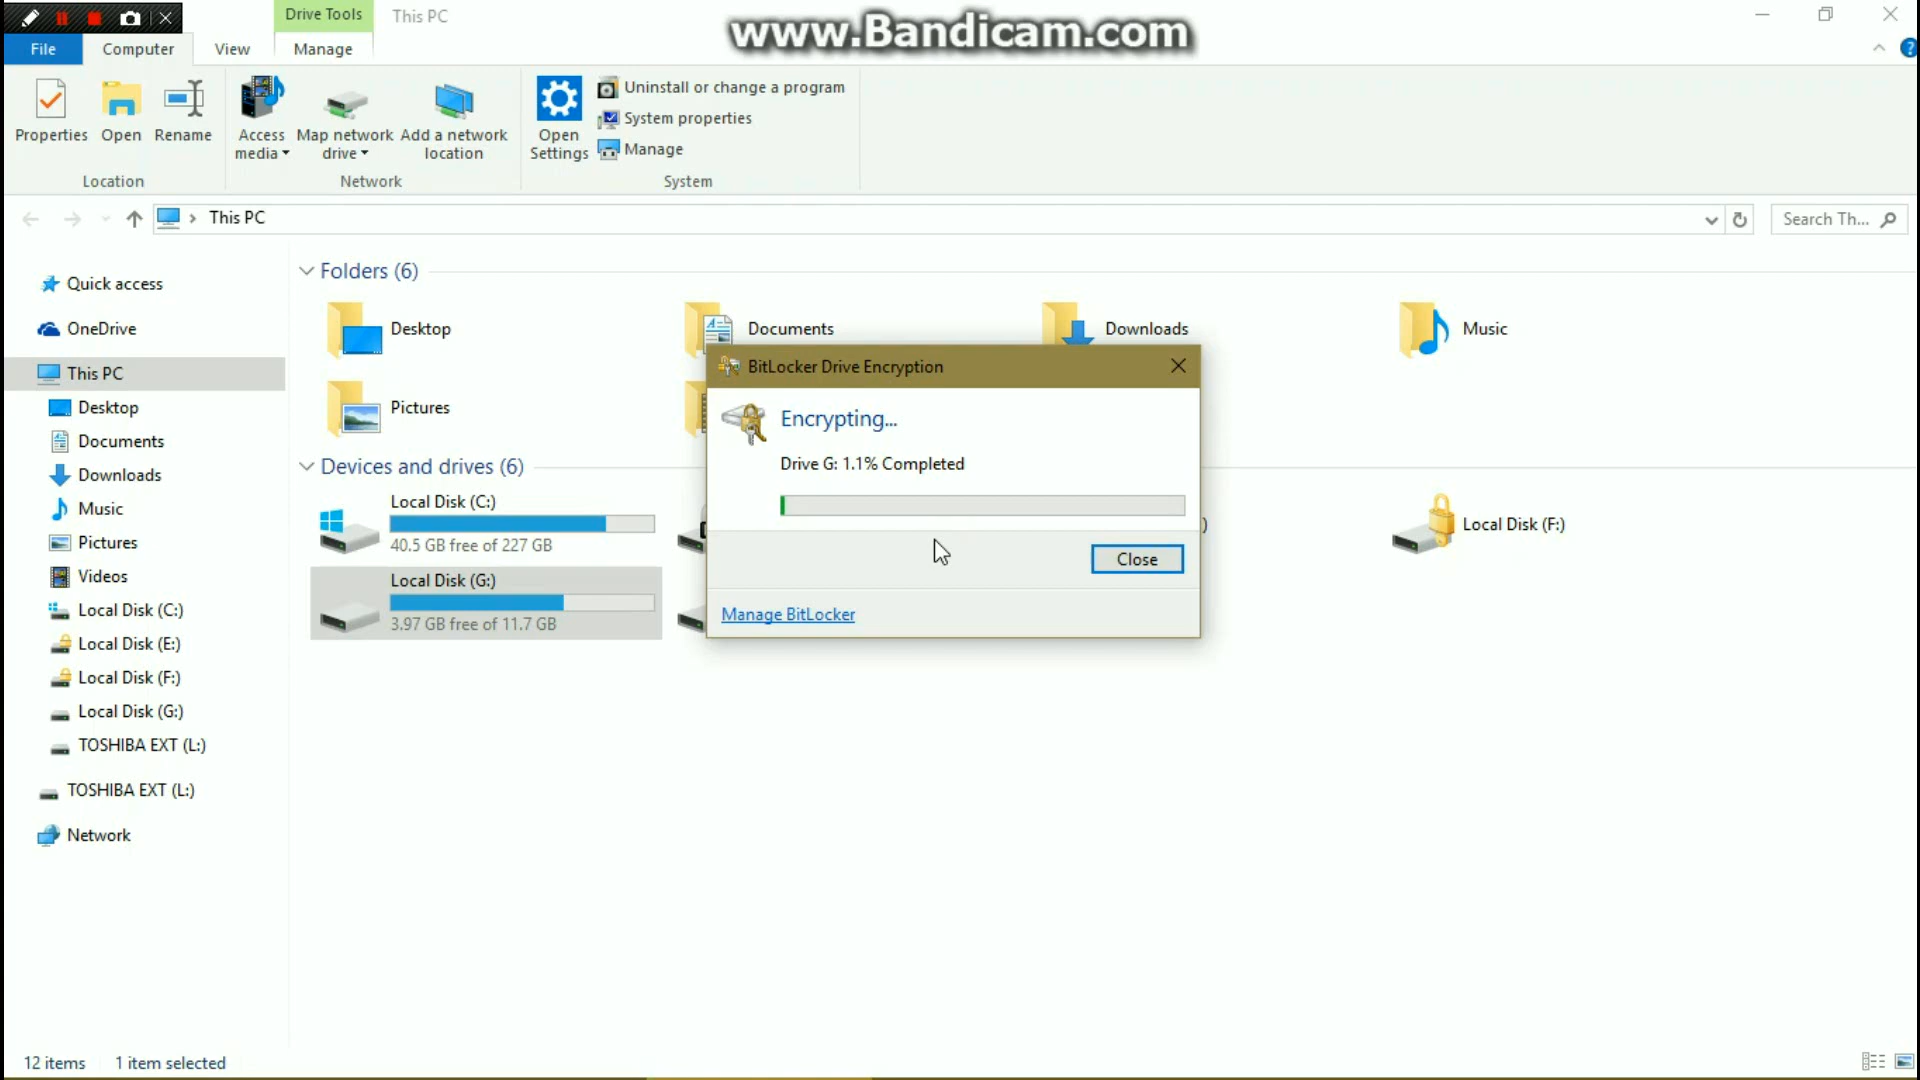 Drive Tools
This PC
www.Bandicam.com
File
Computer
View
Manage
Properties
Open
Rename
Access
media
Map network
drive
Add a network
location
Open
Settings
Uninstall or change a program
System properties
Manage
Location
Network
System
This PC
Search Th...
Quick access
OneDrive
This PC
Desktop
Documents
Downloads
Music
Pictures
Videos
Local Disk (C:)
Local Disk (E:)
Local Disk (F:)
Local Disk (G:)
TOSHIBA EXT (L:)
TOSHIBA EXT (L:)
Network
Folders (6)
Desktop
Documents
Downloads
Music
Pictures
Devices and drives (6)
Local Disk (C:)
40.5 GB free of 227 GB
)
Local Disk (F:)
Local Disk (G:)
3.97 GB free of 11.7 GB
BitLocker Drive Encryption
Encrypting...
Drive G: 1.1% Completed
Close
Manage BitLocker
12 items
1 item selected